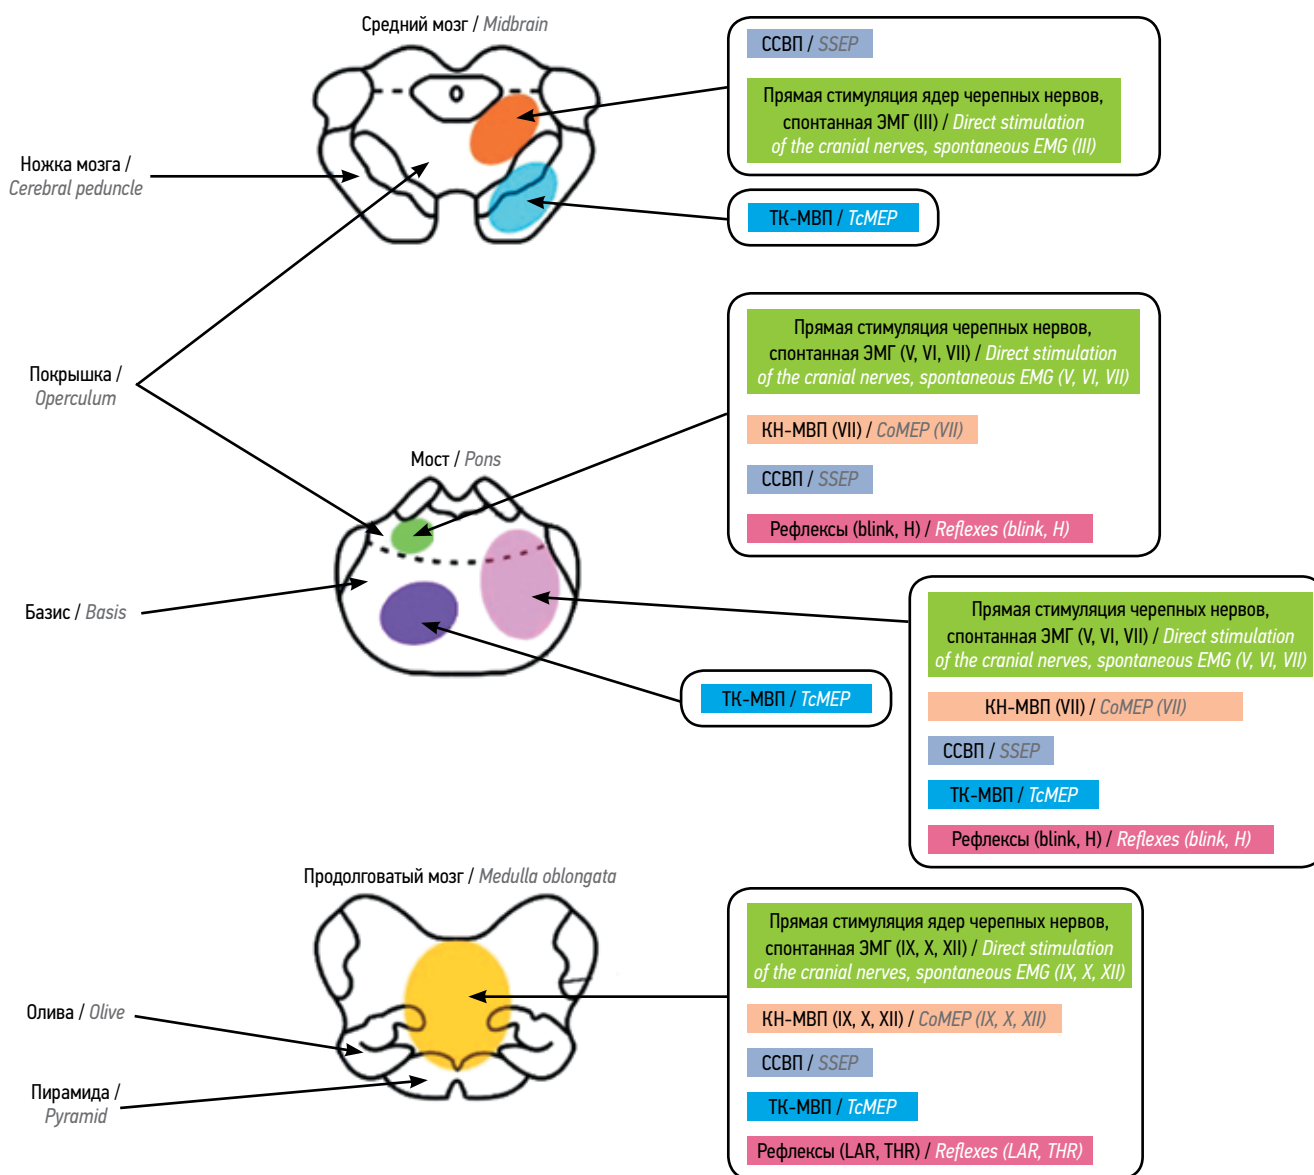 Средний мозг / Midbrain
ССВП / SSEP
Прямая стимуляция ядер черепных нервов,
спонтанная ЭМГ (III) / Direct stimulation
of the cranial nerves, spontaneous EMG (III)
Ножка мозга /
Cerebral peduncle
ТК-МВП / TcMEP
Покрышка /
Operculum
Прямая стимуляция черепных нервов,
спонтанная ЭМГ (V, VI, VII) / Direct stimulation
of the cranial nerves, spontaneous EMG (V, VI, VII)
КН-МВП (VII) / CoMEP (VII)
ССВП / SSEP
Рефлексы (blink, H) / Reflexes (blink, H)
Мост / Pons
Базис / Basis
ТК-МВП / TcMEP
Прямая стимуляция черепных нервов,
спонтанная ЭМГ (V, VI, VII) / Direct stimulation
of the cranial nerves, spontaneous EMG (V, VI, VII)
КН-МВП (VII) / CoMEP (VII)
ССВП / SSEP
ТК-МВП / TcMEP
Рефлексы (blink, H) / Reflexes (blink, H)
Продолговатый мозг / Medulla oblongata
Прямая стимуляция ядер черепных нервов,
спонтанная ЭМГ (IX, X, XII) / Direct stimulation
of the cranial nerves, spontaneous EMG (IX, X, XII)
КН-МВП (IX, X, XII) / CoMEP (IX, X, XII)
ССВП / SSEP
ТК-МВП / TcMEP
Рефлексы (LAR, THR) / Reflexes (LAR, THR)
Олива / Olive
Пирамида /
Pyramid